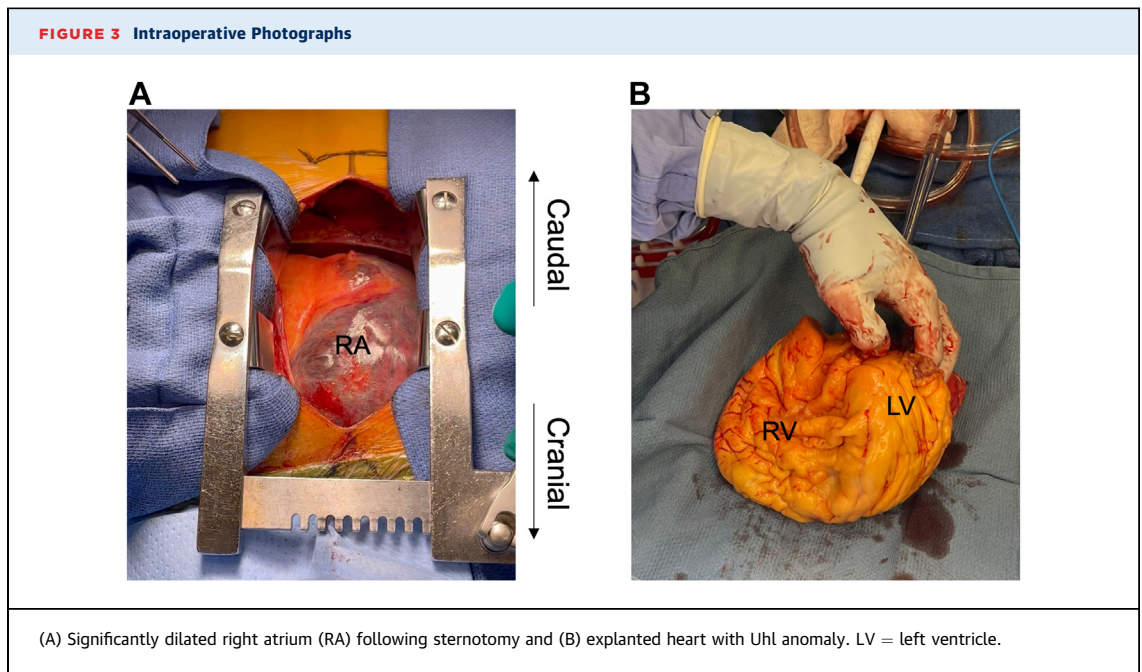 FIGURE 3 Intraoperative Photographs
A
B
RA
Caudal
Cranial
RV
LV
(A) Significantly dilated right atrium (RA) following sternotomy and (B) explanted heart with Uhl anomaly. LV = left ventricle.